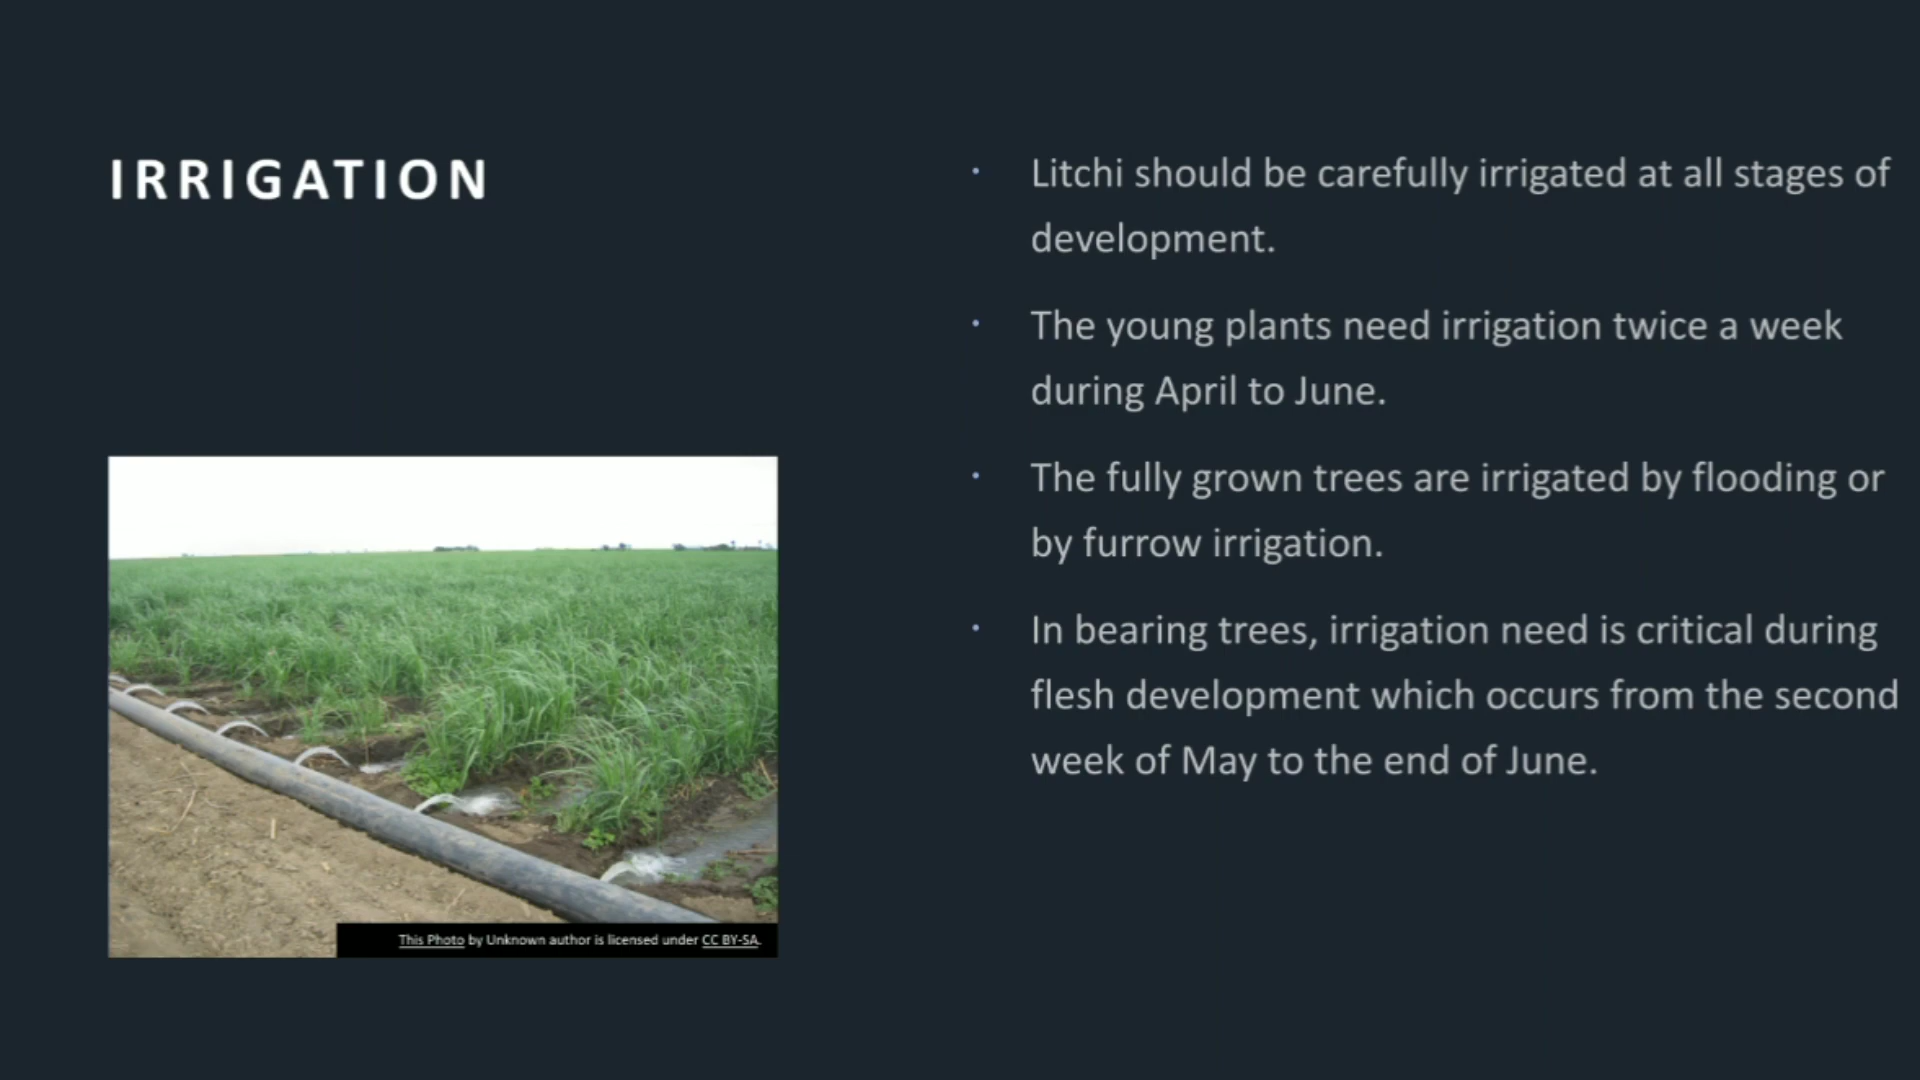 IRRIGATION
• Litchi should be carefully irrigated at all stages of
development.
• The young plants need irrigation twice a week
during April to June.
• The fully grown trees are irrigated by flooding or
by furrow irrigation.
• In bearing trees, irrigation need is critical during
flesh development which occurs from the second
week of May to the end of June.
This Photo by Unknown author is licensed under CC BY-SA.